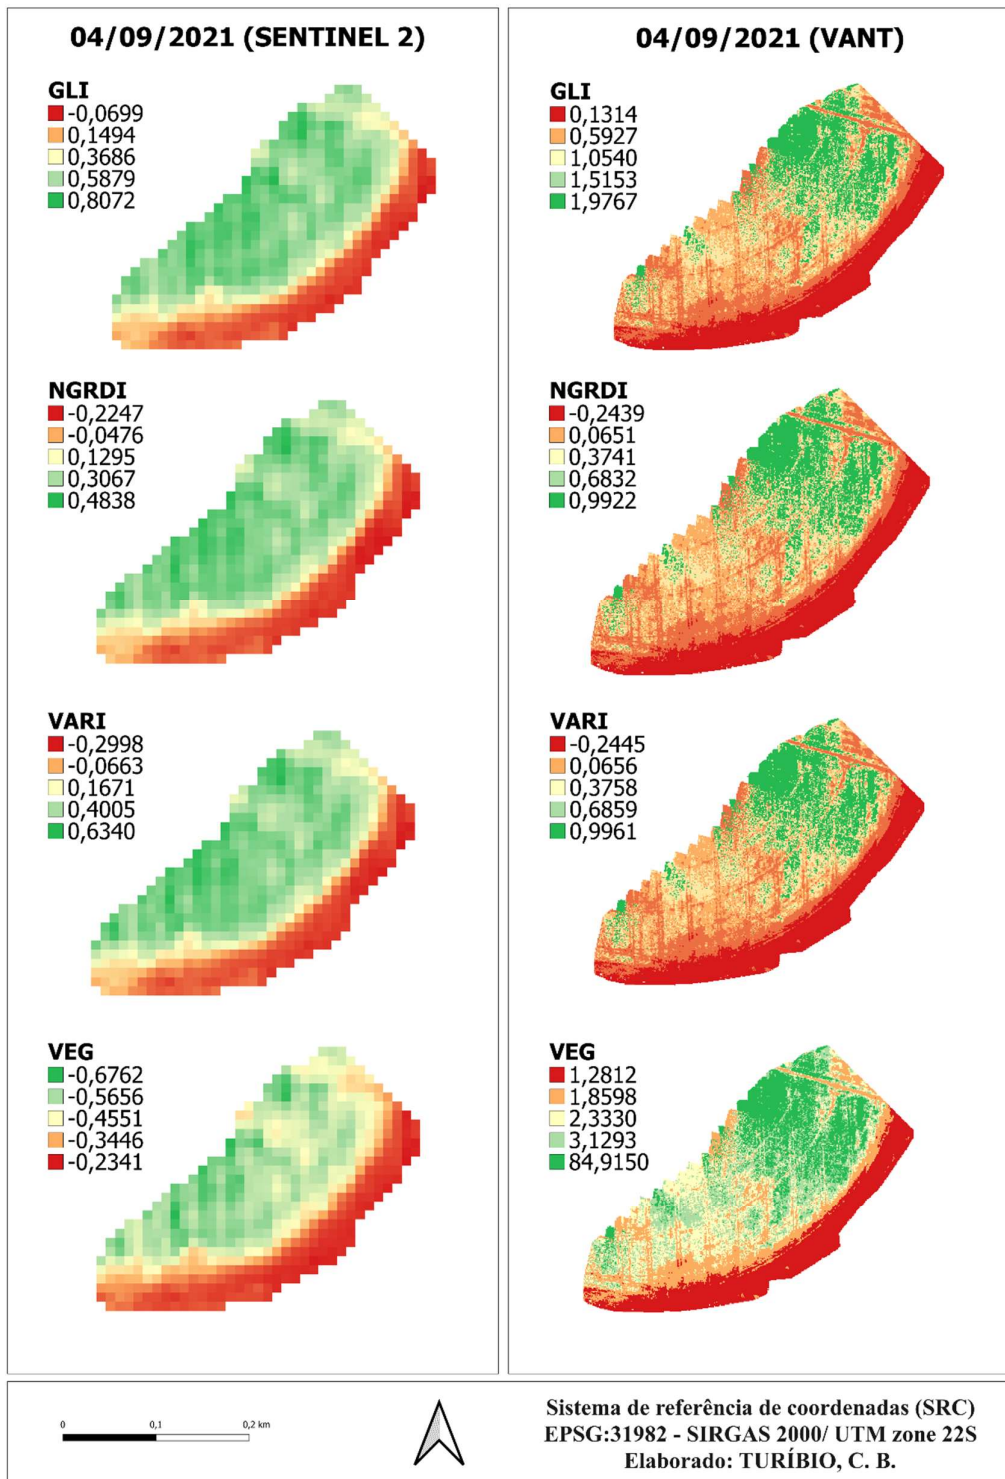 04/09/2021 (SENTINEL 2)
GLI
-0,0699
0,1494
0,3686
0,5879
0,8072
NGRDI
-0,2247
-0,0476
0,1295
0,3067
0,4838
VARI
-0,2998
-0,0663
0,1671
0,4005
0,6340
VEG
-0,6762
-0,5656
-0,4551
-0,3446
-0,2341
04/09/2021 (VANT)
GLI
0,1314
0,5927
1,0540
1,5153
1,9767
NGRDI
-0,2439
0,0651
0,3741
0,6832
0,9922
VARI
-0,2445
0,0656
0,3758
0,6859
0,9961
VEG
1,2812
1,8598
2,3330
3,1293
84,9150
0 0,1 0,2 km
Sistema de referência de coordenadas (SRC)
EPSG:31982 - SIRGAS 2000/ UTM zone 22S
Elaborado: TURÍBIO, C. B.